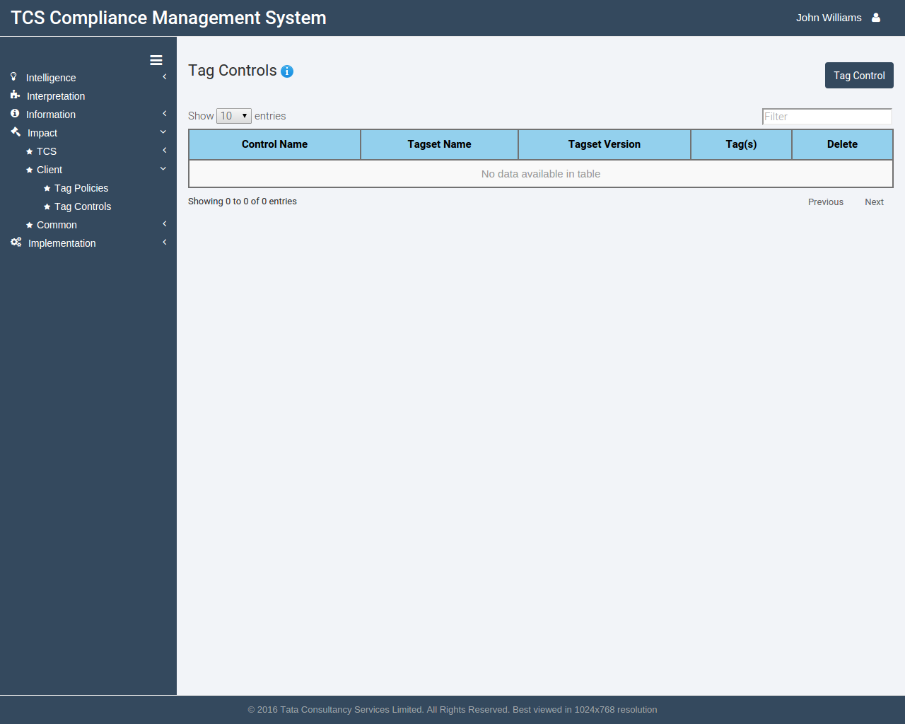 TCS Compliance Management System
John Williams
Intelligence
Interpretation
Information
Impact
TCS
Client
Tag Policies
Tag Controls
Common
Implementation
Tag Controls
Tag Control
Show 10 entries
Filter
Control Name Tagset Name Tagset Version Tag(s) Delete
No data available in table
Showing 0 to 0 of 0 entries
Previous Next
© 2016 Tata Consultancy Services Limited. All Rights Reserved. Best viewed in 1024x768 resolution